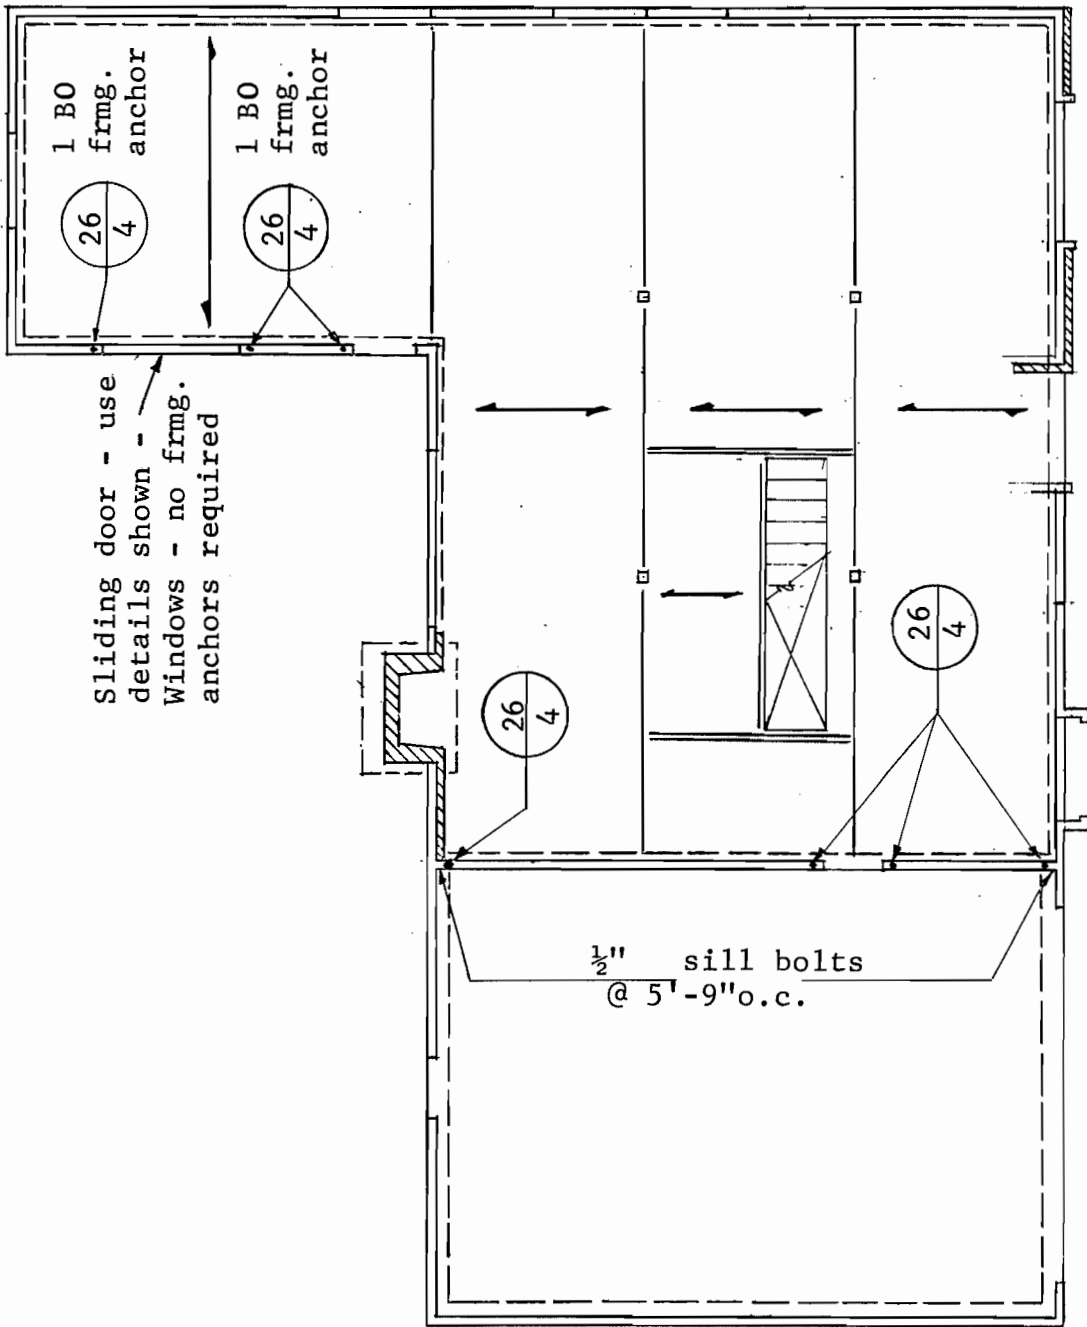 1 BO
frmg.
anchor
26
4
1 BO
frmg.
anchor
26
4
Sliding door - use
details shown -
Windows - no frmg.
anchors required
26
4
26
4
½" sill bolts
@ 5'-9"o.c.